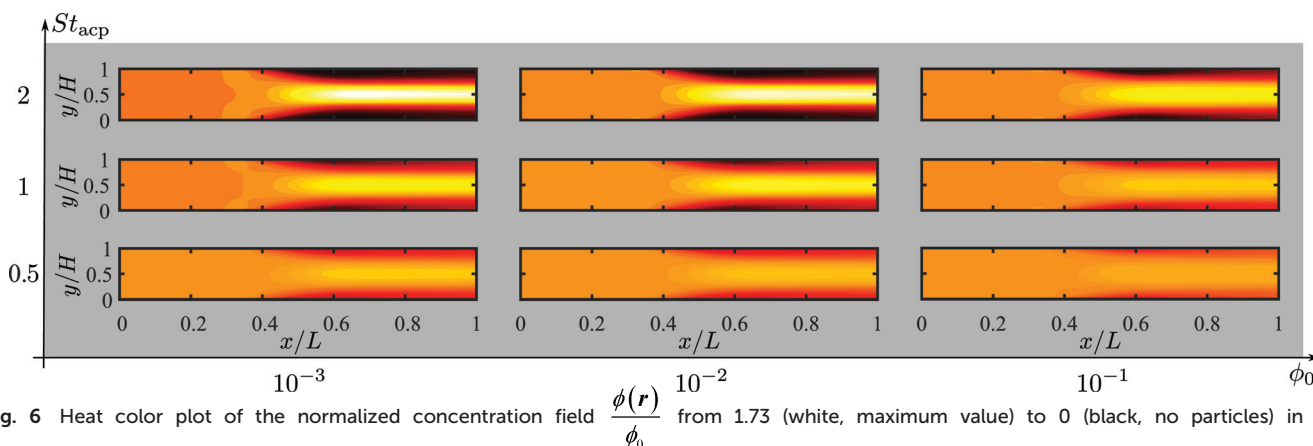 St_acp
2 y/H 1 0.5 0
1 y/H 1 0.5 0
0.5 y/H 1 0.5 0
0 0.2 0.4 0.6 0.8 1 0 0.2 0.4 0.6 0.8 1 0 0.2 0.4 0.6 0.8 1
x/L x/L x/L
10⁻³ 10⁻² 10⁻¹ ϕ₀
g. 6 Heat color plot of the normalized concentration field ϕ(r)/ϕ₀ from 1.73 (white, maximum value) to 0 (black, no particles) in